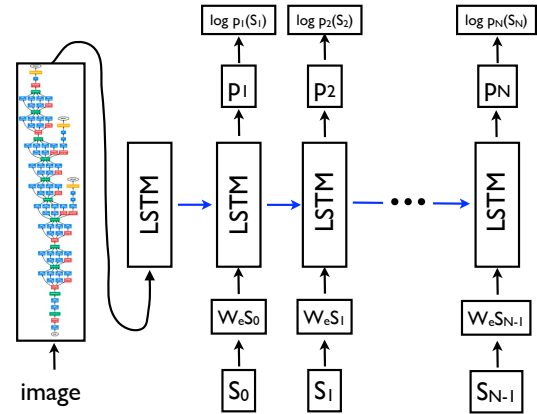 log p₁(S₁) log p₂(S₂) log pN(SN)
p₁ p₂ pN
LSTM LSTM LSTM LSTM
WeS₀ WeS₁ WeSN-1
image S₀ S₁ SN-1